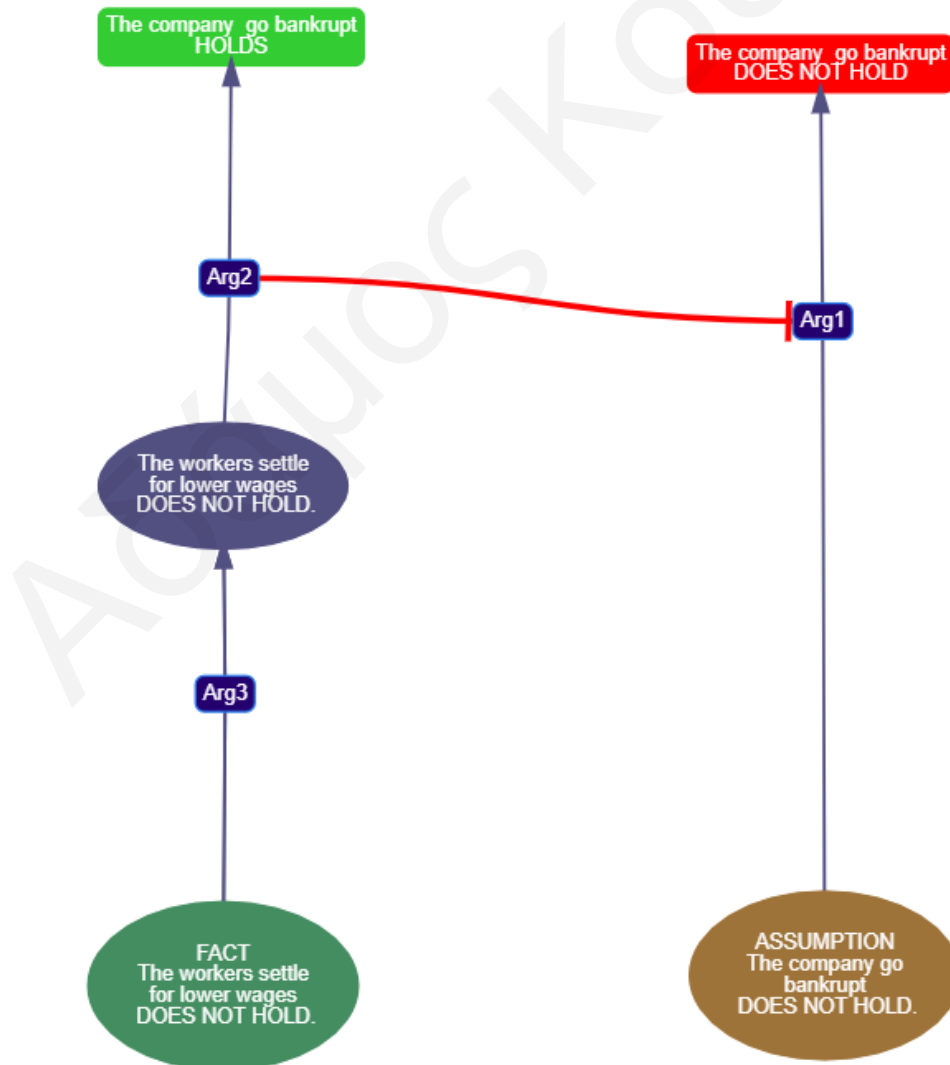 The company go bankrupt
HOLDS
The company go bankrupt
DOES NOT HOLD
Arg2
Arg1
The workers settle
for lower wages
DOES NOT HOLD.
Arg3
FACT
The workers settle
for lower wages
DOES NOT HOLD.
ASSUMPTION
The company go
bankrupt
DOES NOT HOLD.